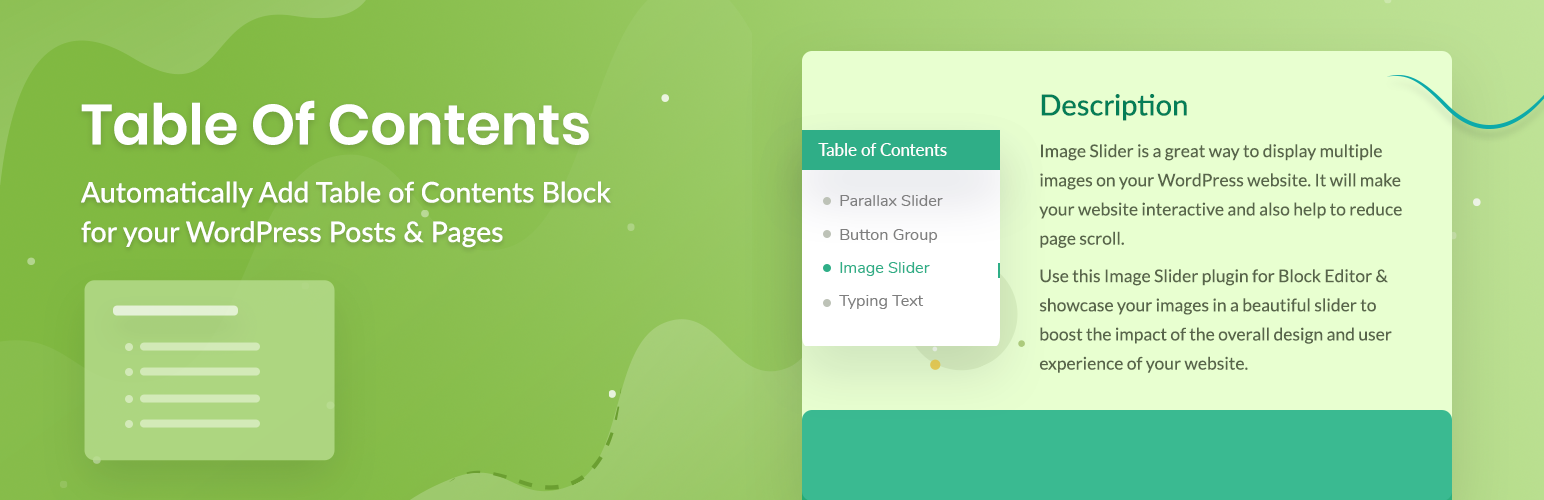 Table Of Contents
Automatically Add Table of Contents Block
for your WordPress Posts & Pages
Table of Contents
Parallax Slider
Button Group
Image Slider
Typing Text
Description
Image Slider is a great way to display multiple
images on your WordPress website. It will make
your website interactive and also help to reduce
page scroll.
Use this Image Slider plugin for Block Editor &
showcase your images in a beautiful slider to
boost the impact of the overall design and user
experience of your website.